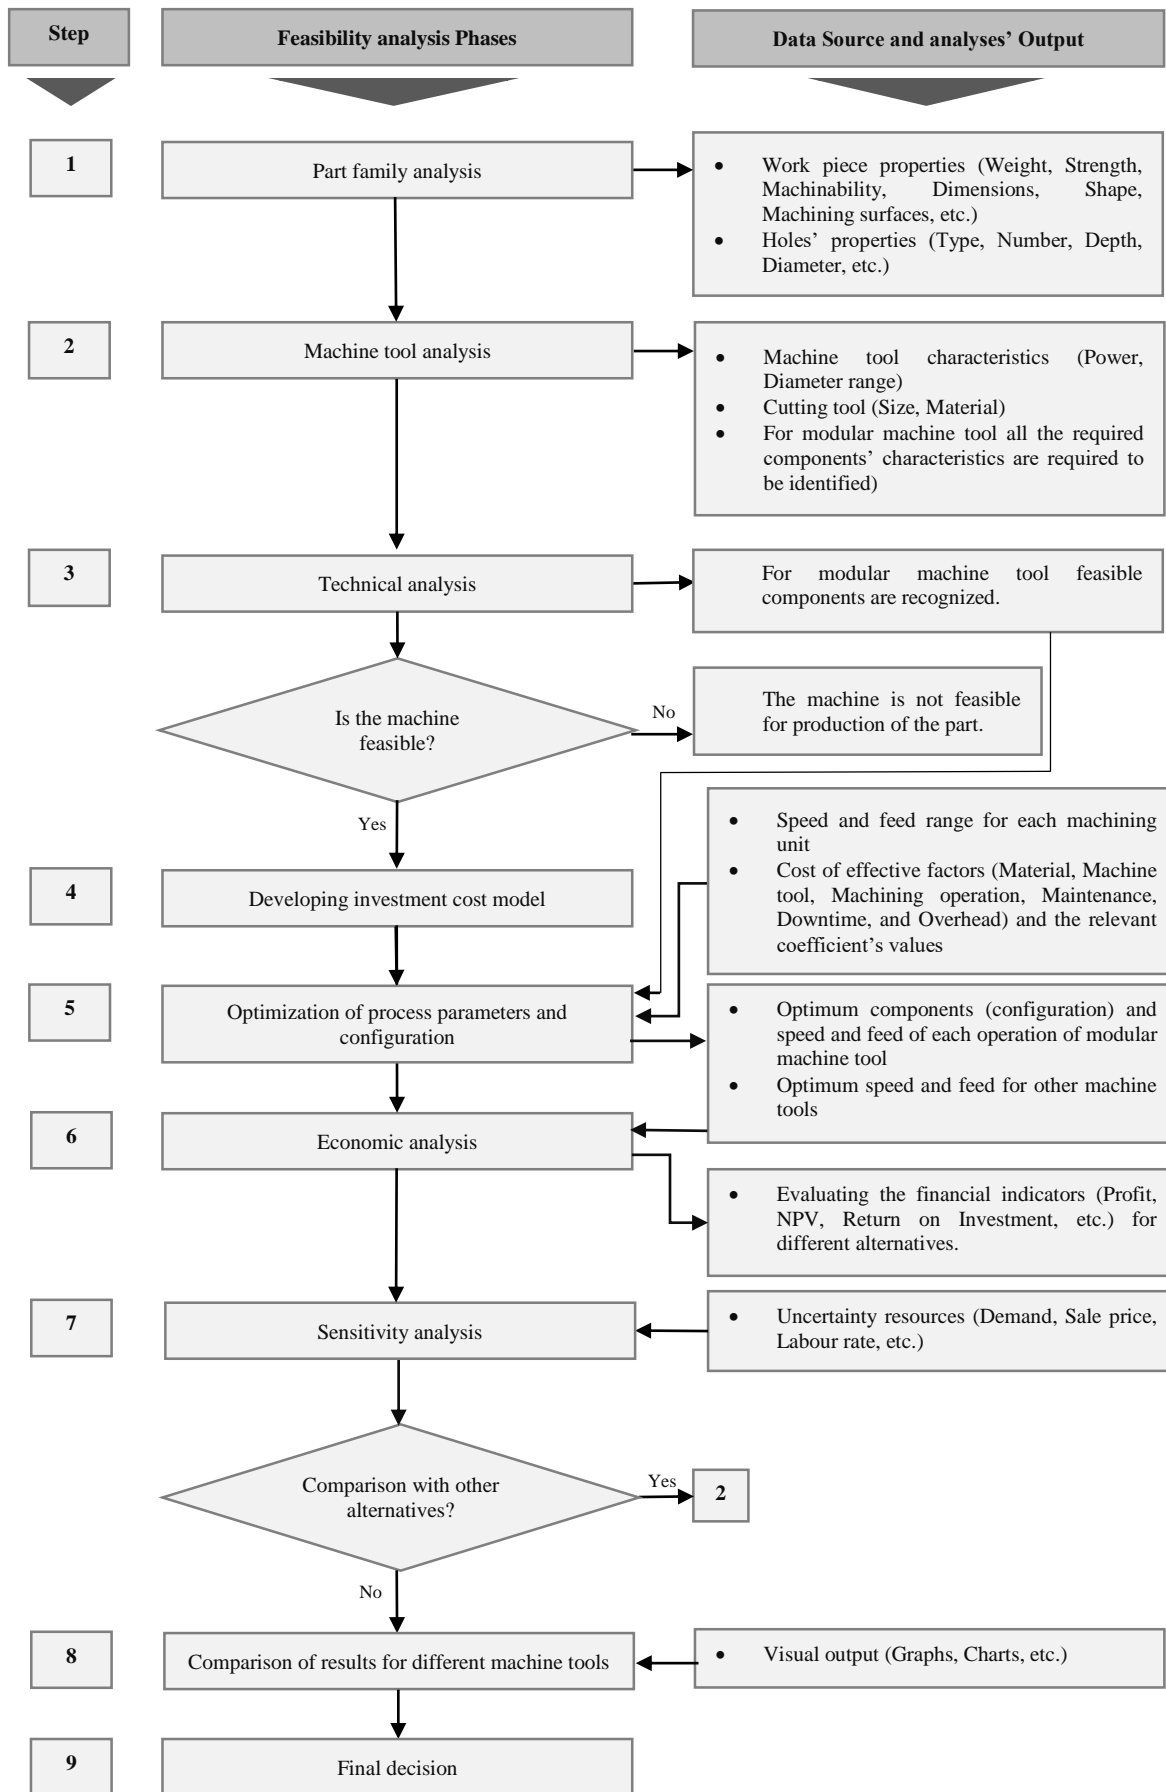 Step
Feasibility analysis Phases
Data Source and analyses’ Output
1
Part family analysis
• Work piece properties (Weight, Strength,
Machinability, Dimensions, Shape,
Machining surfaces, etc.)
• Holes’ properties (Type, Number, Depth,
Diameter, etc.)
2
Machine tool analysis
• Machine tool characteristics (Power,
Diameter range)
• Cutting tool (Size, Material)
• For modular machine tool all the required
components’ characteristics are required to
be identified)
3
Technical analysis
For modular machine tool feasible
components are recognized.
Is the machine
feasible?
No
The machine is not feasible
for production of the part.
Yes
• Speed and feed range for each machining
unit
• Cost of effective factors (Material, Machine
tool, Machining operation, Maintenance,
Downtime, and Overhead) and the relevant
coefficient’s values
4
Developing investment cost model
5
Optimization of process parameters and
configuration
• Optimum components (configuration) and
speed and feed of each operation of modular
machine tool
• Optimum speed and feed for other machine
tools
6
Economic analysis
• Evaluating the financial indicators (Profit,
NPV, Return on Investment, etc.) for
different alternatives.
7
Sensitivity analysis
• Uncertainty resources (Demand, Sale price,
Labour rate, etc.)
Comparison with other
alternatives?
Yes
2
No
8
Comparison of results for different machine tools
• Visual output (Graphs, Charts, etc.)
9
Final decision